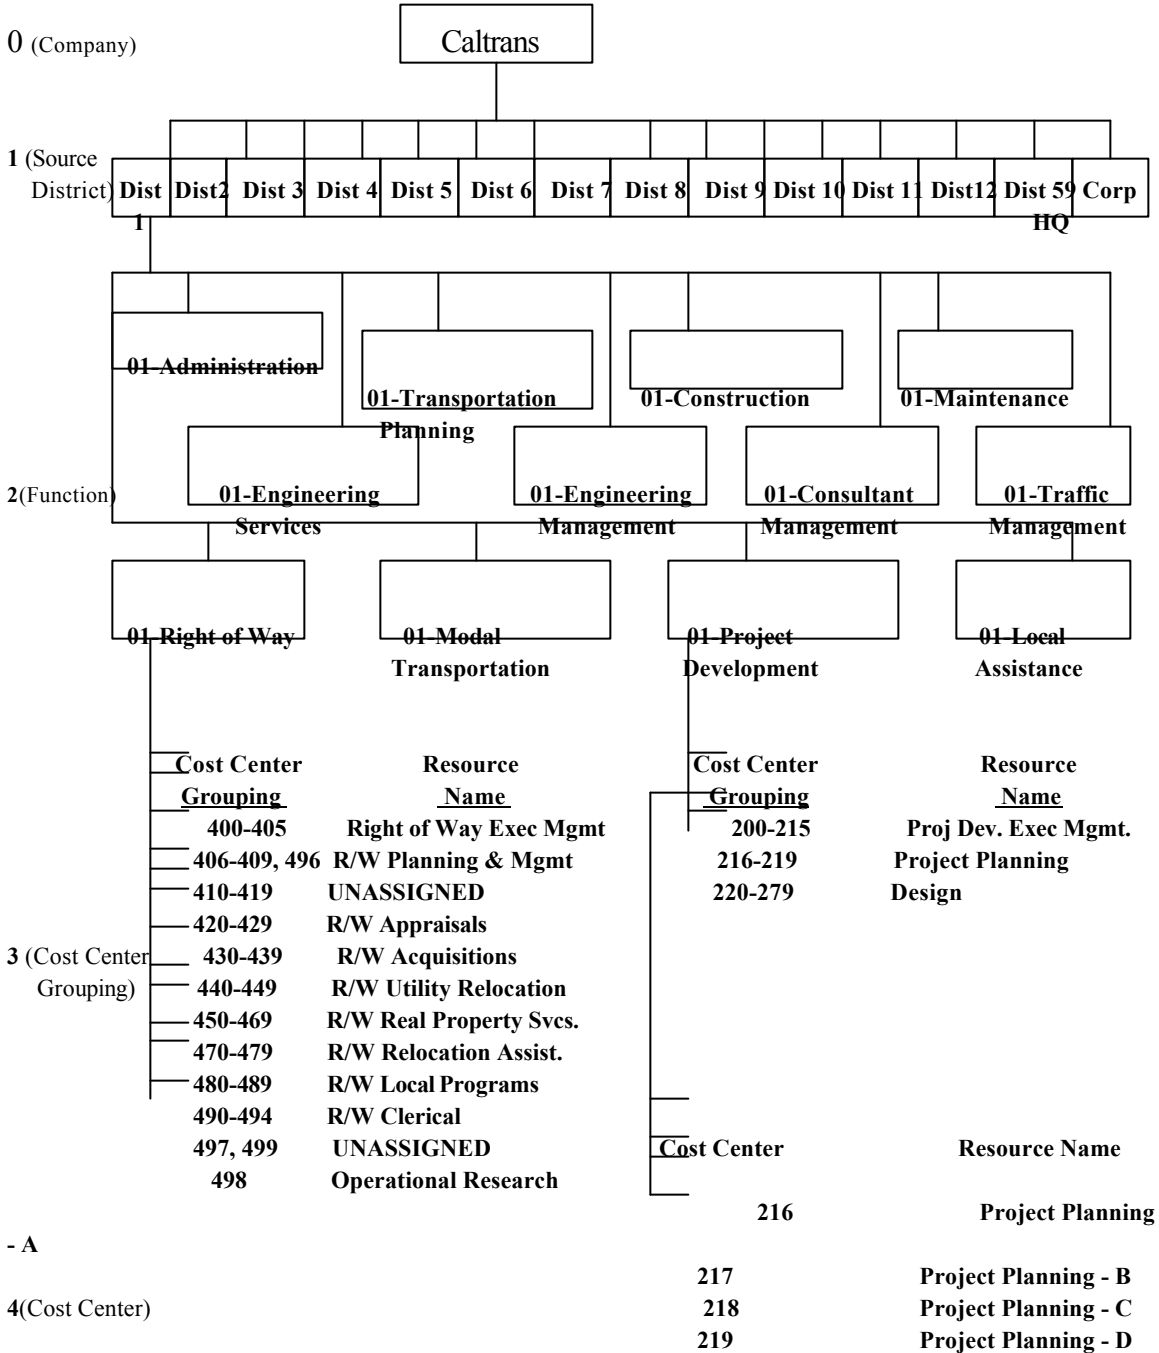 0 (Company) Caltrans
1 (Source
District) Dist Dist2 Dist 3 Dist 4 Dist 5 Dist 6 Dist 7 Dist 8 Dist 9 Dist 10 Dist 11 Dist12 Dist 59 Corp
1 HQ
01-Administration
01-Transportation 01-Construction 01-Maintenance
Planning
2(Function) 01-Engineering 01-Engineering 01-Consultant 01-Traffic
Services Management Management Management
01-Right of Way 01-Modal 01-Project 01-Local
Transportation Development Assistance
Cost Center Resource Cost Center Resource
Grouping Name Grouping Name
400-405 Right of Way Exec Mgmt 200-215 Proj Dev. Exec Mgmt.
406-409, 496 R/W Planning & Mgmt 216-219 Project Planning
410-419 UNASSIGNED 220-279 Design
420-429 R/W Appraisals
3 (Cost Center 430-439 R/W Acquisitions
Grouping) 440-449 R/W Utility Relocation
450-469 R/W Real Property Svcs.
470-479 R/W Relocation Assist.
480-489 R/W Local Programs
490-494 R/W Clerical
497, 499 UNASSIGNED Cost Center Resource Name
498 Operational Research
216 Project Planning
- A
217 Project Planning - B
4(Cost Center) 218 Project Planning - C
219 Project Planning - D